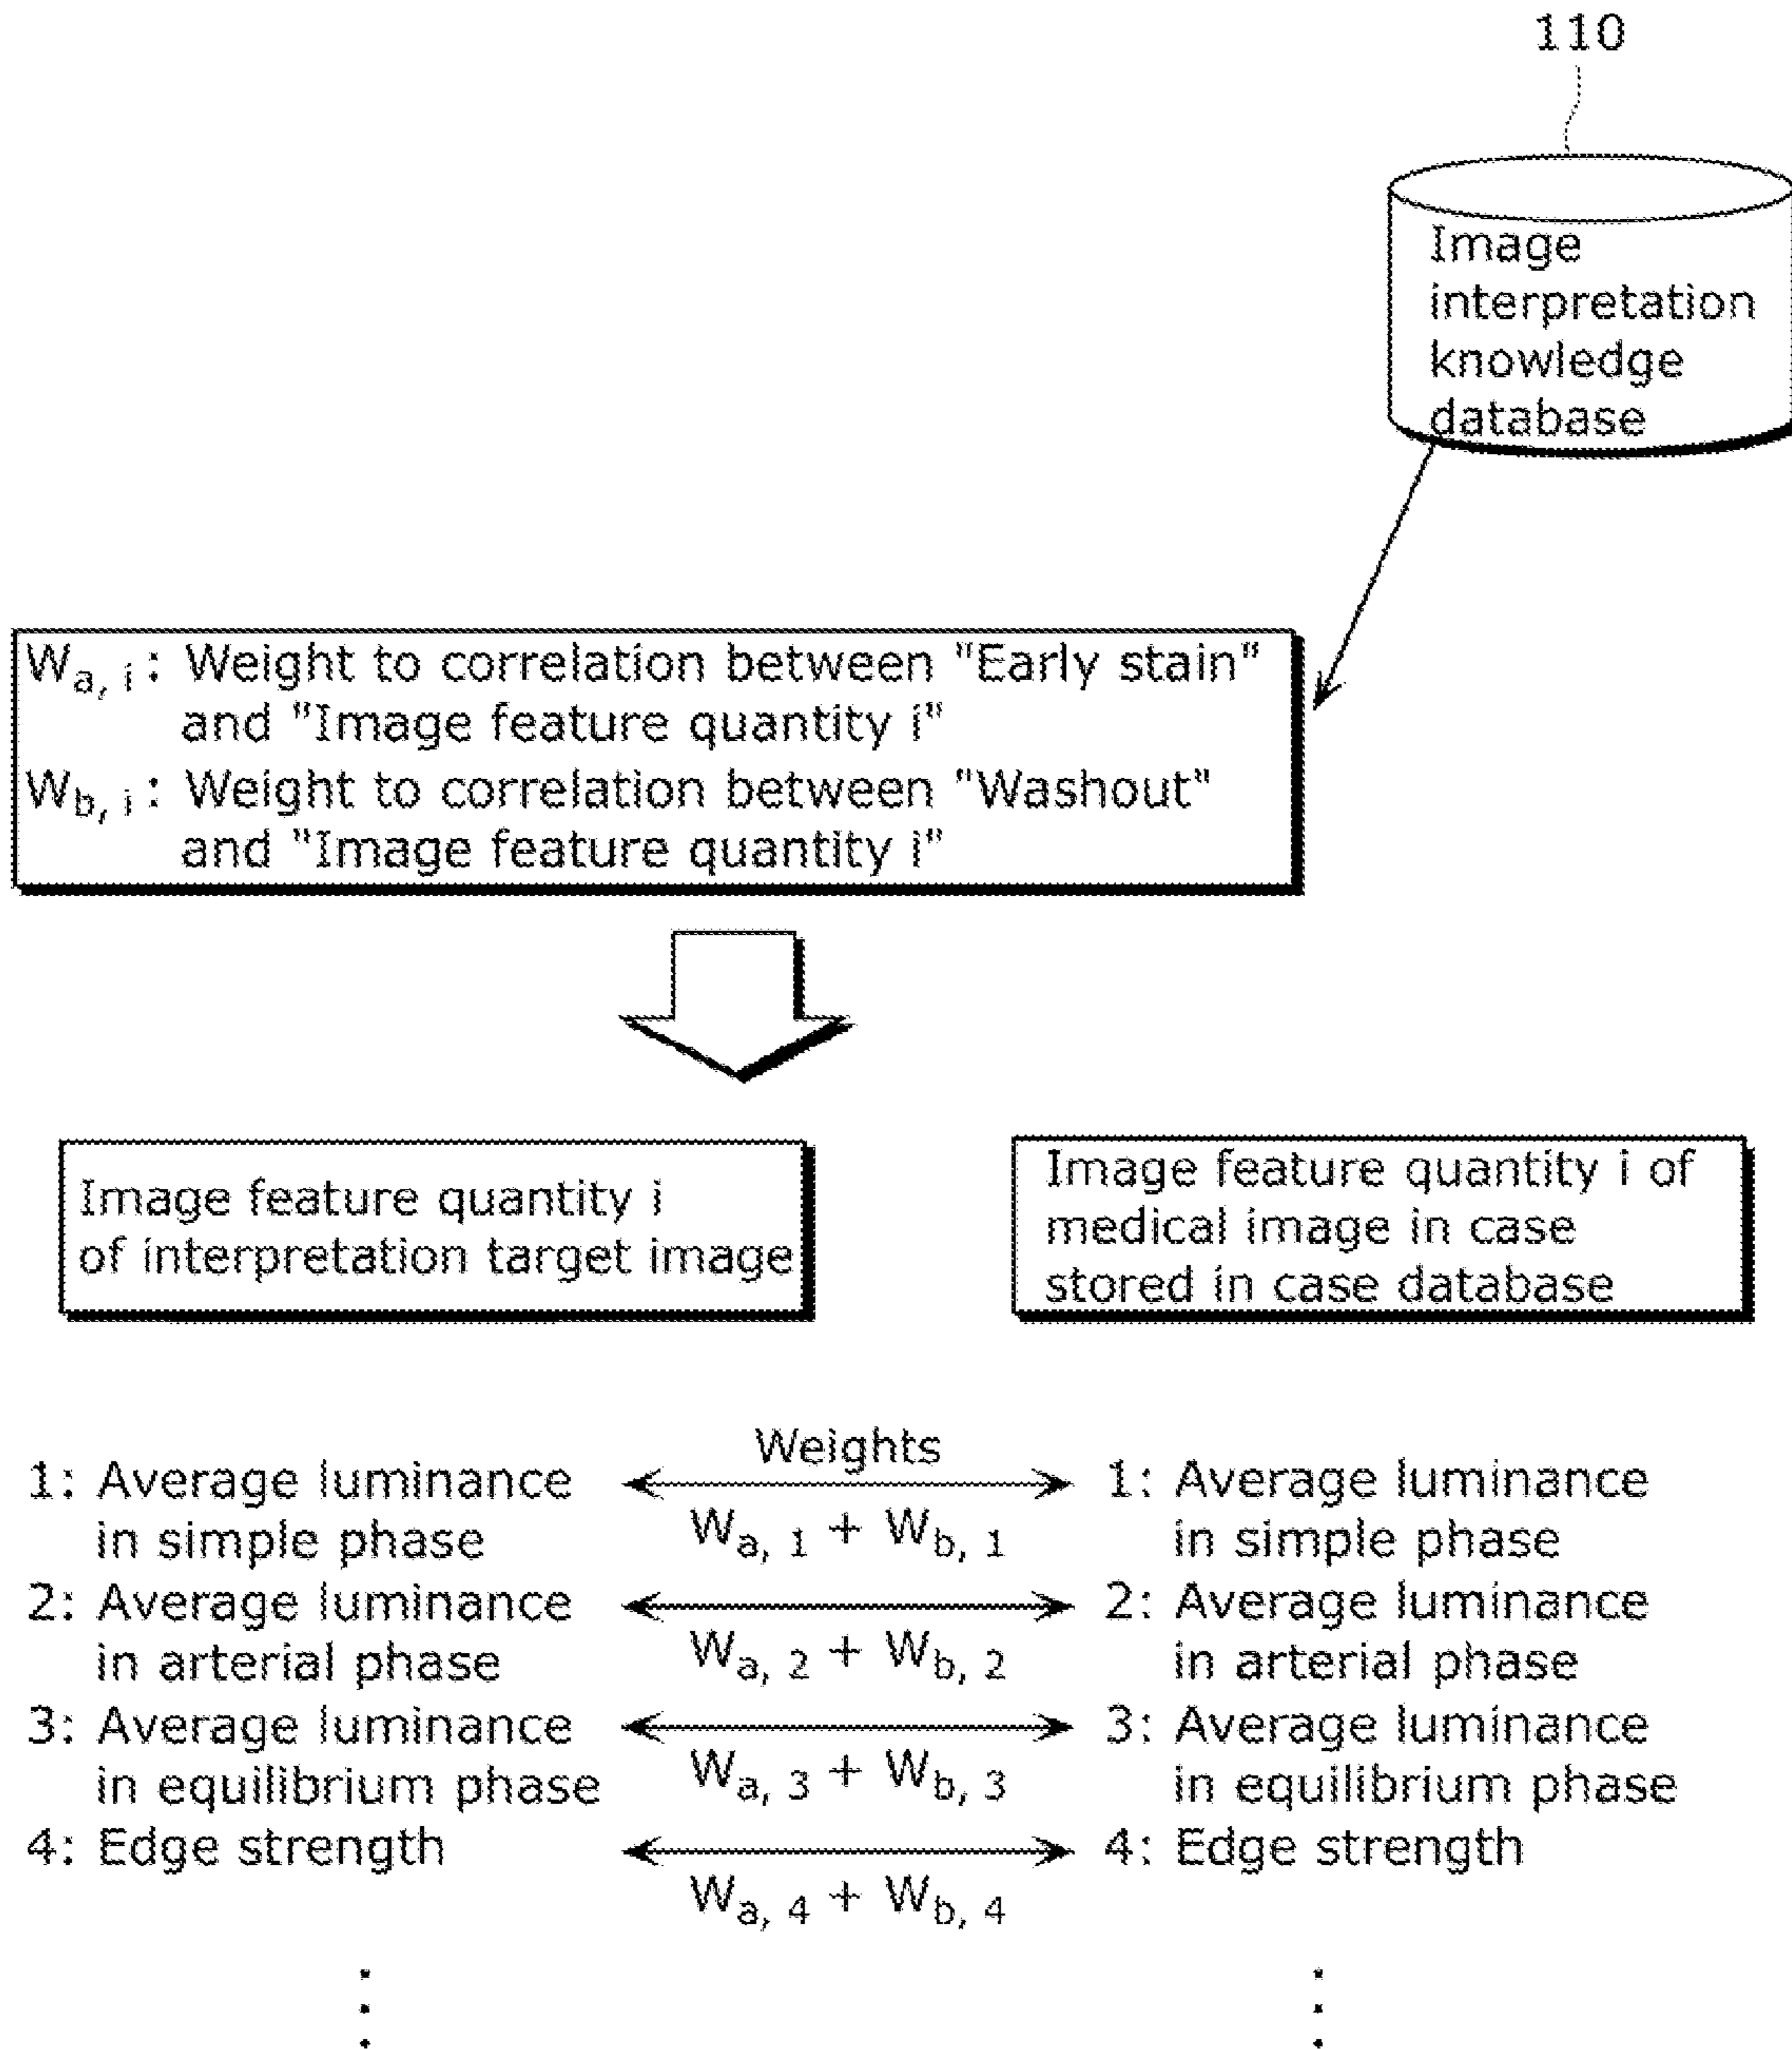 110
Image
interpretation
knowledge
database
Wa, i : Weight to correlation between "Early stain"
and "Image feature quantity i"
Wb, i : Weight to correlation between "Washout"
and "Image feature quantity i"
Image feature quantity i
of interpretation target image
Image feature quantity i of
medical image in case
stored in case database
Weights
1: Average luminance
in simple phase
Wa, 1 + Wb, 1
1: Average luminance
in simple phase
2: Average luminance
in arterial phase
Wa, 2 + Wb, 2
2: Average luminance
in arterial phase
3: Average luminance
in equilibrium phase
Wa, 3 + Wb, 3
3: Average luminance
in equilibrium phase
4: Edge strength
Wa, 4 + Wb, 4
4: Edge strength